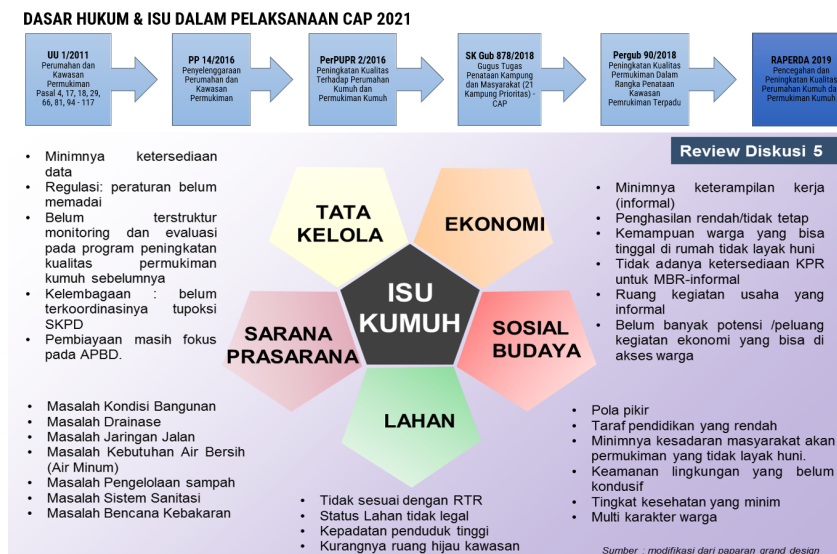 DASAR HUKUM & ISU DALAM PELAKSANAAN CAP 2021
UU 1/2011
Perumahan dan
Kawasan
Permukiman
Pasal 4, 17, 18, 29,
66, 81, 94 - 117
PP 14/2016
Penyelenggaraan
Perumahan dan
Kawasan
Permukiman
PerPUPR 2/2016
Peningkatan Kualitas
Terhadap Perumahan
Kumuh dan
Permukiman Kumuh
SK Gub 878/2018
Gugus Tugas
Penataan Kampung
dan Masyarakat (21
Kampung Prioritas) -
CAP
Pergub 90/2018
Peningkatan Kualitas
Permukiman Dalam
Rangka Penataan
Kawasan
Pemrukiman Terpadu
RAPERDA 2019
Pencegahan dan
Peningkatan Kualitas
Perumahan Kumuh da
Permukiman Kumuh
Review Diskusi 5
• Minimnya ketersediaan
data
• Regulasi: peraturan belum
memadai
• Belum terstruktur
monitoring dan evaluasi
pada program peningkatan
kualitas permukiman
kumuh sebelumnya
• Kelembagaan : belum
terkoordinasinya tupoksi
SKPD
• Pembiayaan masih fokus
pada APBD.
TATA
KELOLA
EKONOMI
ISU
KUMUH
SARANA
PRASARANA
SOSIAL
BUDAYA
LAHAN
• Minimnya keterampilan kerja
(informal)
• Penghasilan rendah/tidak tetap
• Kemampuan warga yang bisa
tinggal di rumah tidak layak huni
• Tidak adanya ketersediaan KPR
untuk MBR-informal
• Ruang kegiatan usaha yang
informal
• Belum banyak potensi /peluang
kegiatan ekonomi yang bisa di
akses warga
• Masalah Kondisi Bangunan
• Masalah Drainase
• Masalah Jaringan Jalan
• Masalah Kebutuhan Air Bersih
(Air Minum)
• Masalah Pengelolaan sampah
• Masalah Sistem Sanitasi
• Masalah Bencana Kebakaran
• Tidak sesuai dengan RTR
• Status Lahan tidak legal
• Kepadatan penduduk tinggi
• Kurangnya ruang hijau kawasan
• Pola pikir
• Taraf pendidikan yang rendah
• Minimnya kesadaran masyarakat akan
permukiman yang tidak layak huni.
• Keamanan lingkungan yang belum
kondusif
• Tingkat kesehatan yang minim
• Multi karakter warga
Sumber : modifikasi dari paparan grand design